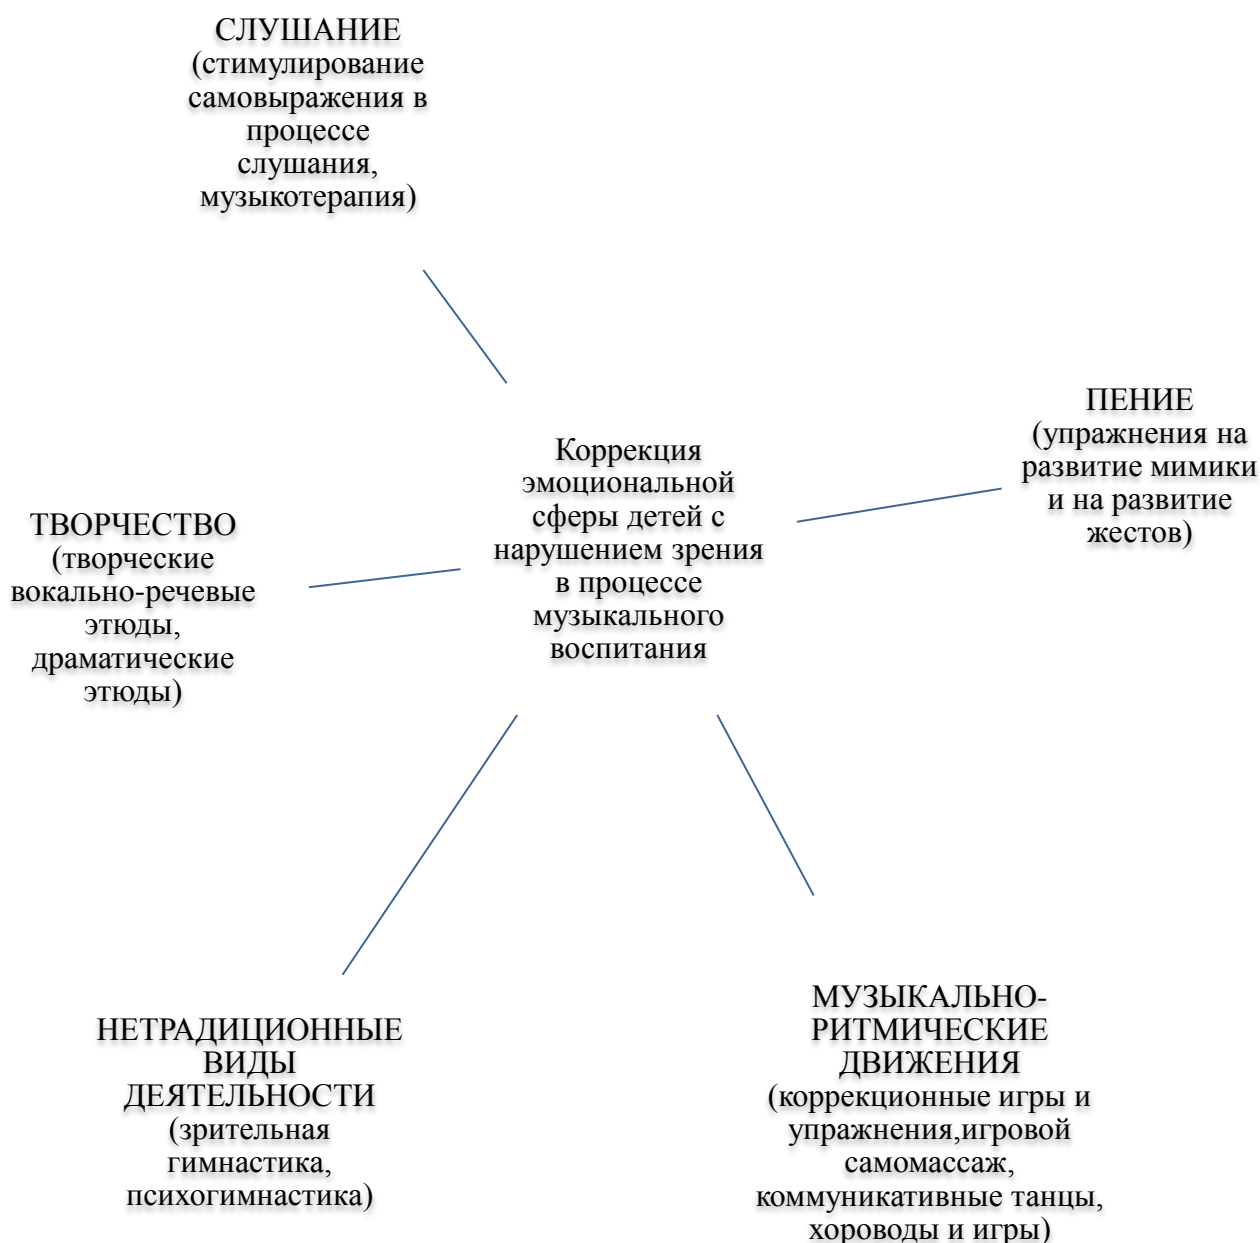 СЛУШАНИЕ
(стимулирование
самовыражения в
процессе
слушания,
музыкотерапия)
ПЕНИЕ
(упражнения на
развитие мимики
и на развитие
жестов)
Коррекция
эмоциональной
сферы детей с
нарушением зрения
в процессе
музыкального
воспитания
ТВОРЧЕСТВО
(творческие
вокально-речевые
этюды,
драматические
этюды)
НЕТРАДИЦИОННЫЕ
ВИДЫ
ДЕЯТЕЛЬНОСТИ
(зрительная
гимнастика,
психогимнастика)
МУЗЫКАЛЬНО-
РИТМИЧЕСКИЕ
ДВИЖЕНИЯ
(коррекционные игры и
упражнения,игровой
самомассаж,
коммуникативные танцы,
хороводы и игры)